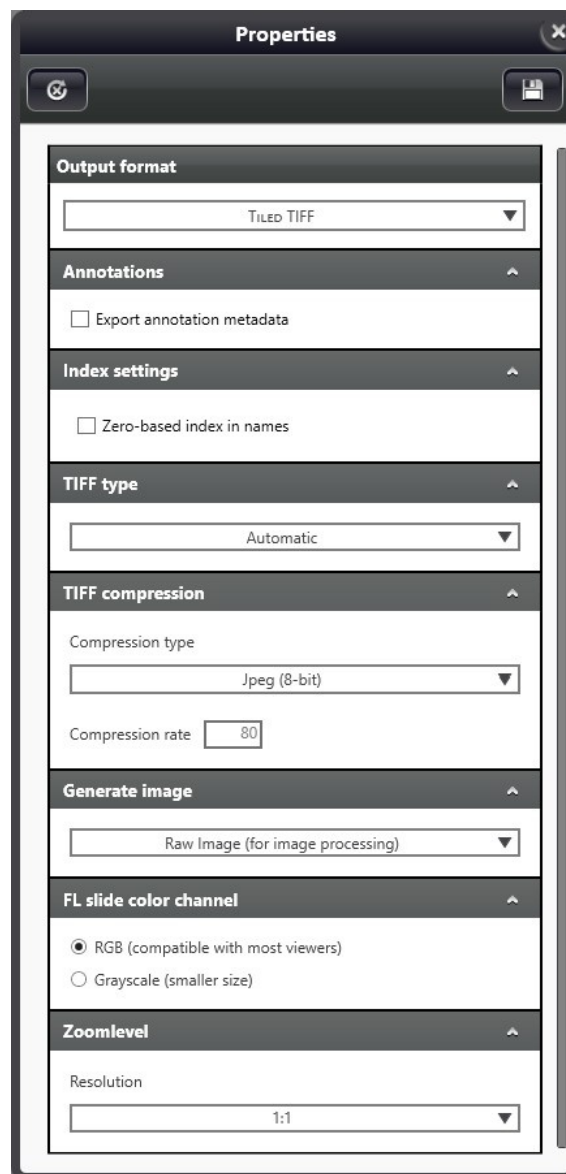 Properties
Output format
Tiled TIFF
Annotations
Export annotation metadata
Index settings
Zero-based index in names
TIFF type
Automatic
TIFF compression
Compression type
Jpeg (8-bit)
Compression rate 80
Generate image
Raw Image (for image processing)
FL slide color channel
RGB (compatible with most viewers)
Grayscale (smaller size)
Zoomlevel
Resolution
1:1